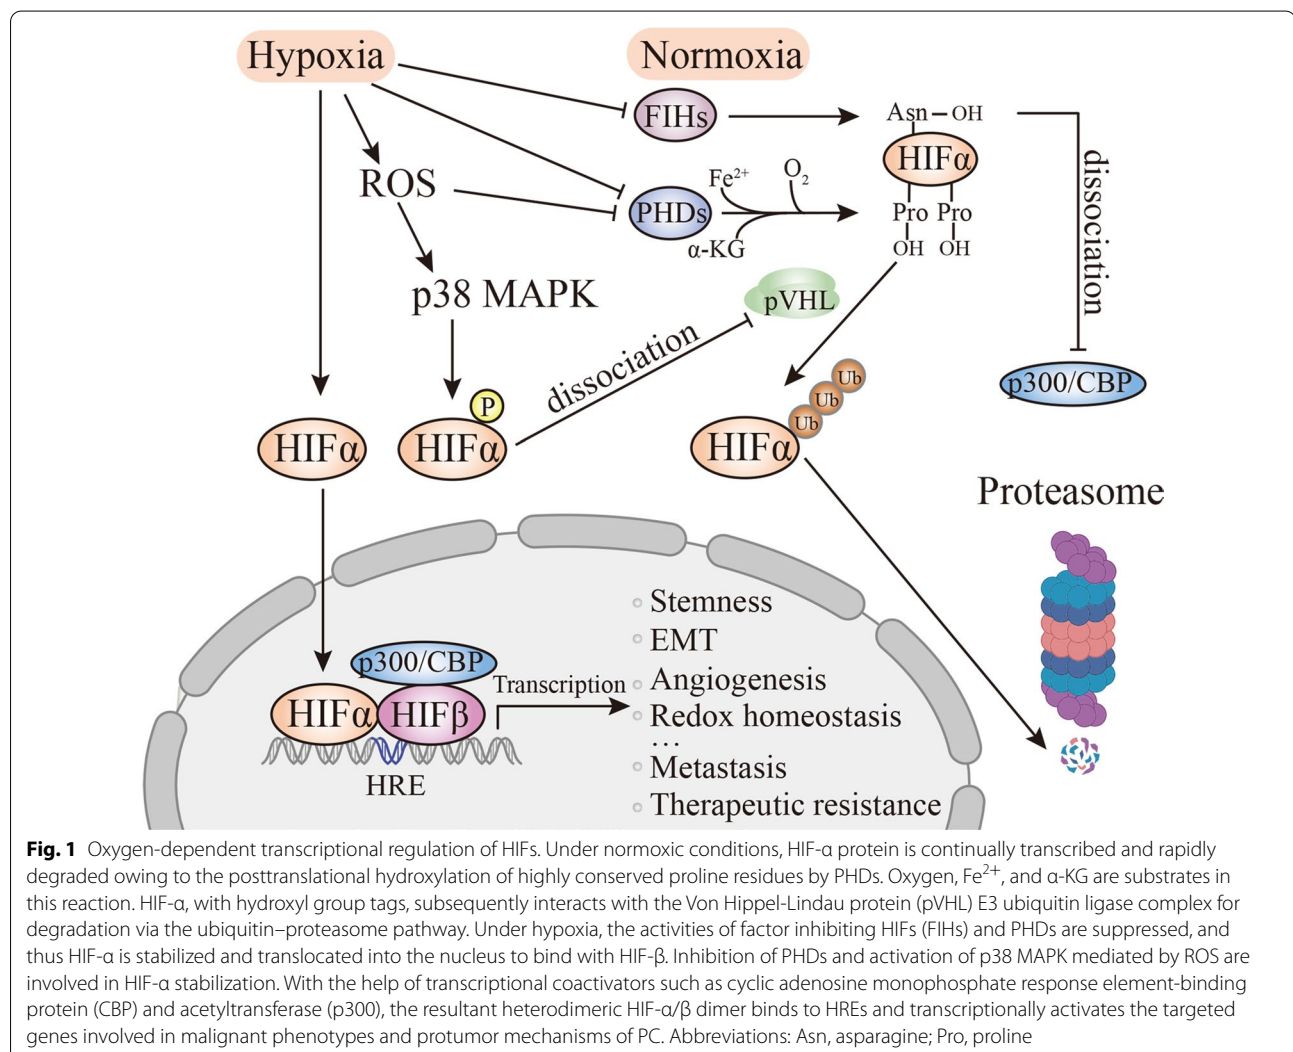 Hypoxia
Normoxia
FIHs
Asn – OH
HIFα
ROS
Fe²⁺
O₂
PHDs
α-KG
Pro Pro
OH OH
dissociation
p38 MAPK
pVHL
dissociation
p300/CBP
Ub
Ub
Ub
P
HIFα
HIFα
HIFα
Proteasome
p300/CBP
HIFα
HIFβ
HRE
Transcription
Stemness
EMT
Angiogenesis
Redox homeostasis
...
Metastasis
Therapeutic resistance
Fig. 1 Oxygen-dependent transcriptional regulation of HIFs. Under normoxic conditions, HIF-α protein is continually transcribed and rapidly
degraded owing to the posttranslational hydroxylation of highly conserved proline residues by PHDs. Oxygen, Fe²⁺, and α-KG are substrates in
this reaction. HIF-α, with hydroxyl group tags, subsequently interacts with the Von Hippel-Lindau protein (pVHL) E3 ubiquitin ligase complex for
degradation via the ubiquitin–proteasome pathway. Under hypoxia, the activities of factor inhibiting HIFs (FIHs) and PHDs are suppressed, and
thus HIF-α is stabilized and translocated into the nucleus to bind with HIF-β. Inhibition of PHDs and activation of p38 MAPK mediated by ROS are
involved in HIF-α stabilization. With the help of transcriptional coactivators such as cyclic adenosine monophosphate response element-binding
protein (CBP) and acetyltransferase (p300), the resultant heterodimeric HIF-α/β dimer binds to HREs and transcriptionally activates the targeted
genes involved in malignant phenotypes and protumor mechanisms of PC. Abbreviations: Asn, asparagine; Pro, proline